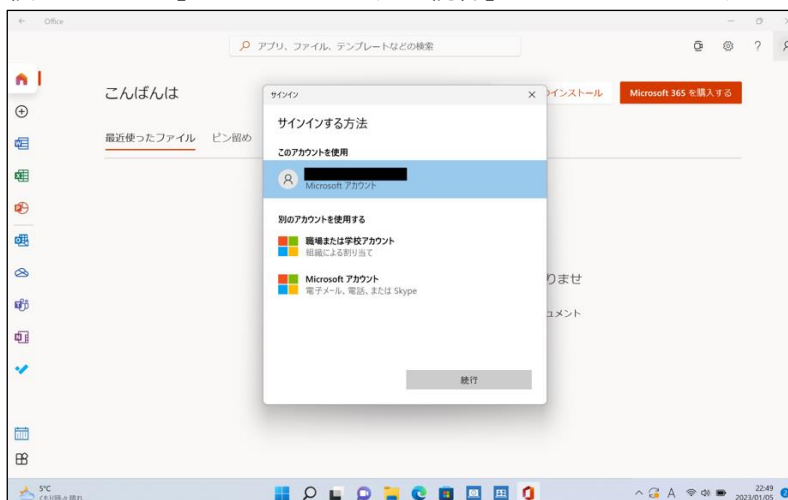 Office
アプリ、ファイル、テンプレートなどの検索
こんばんは
インストール
Microsoft 365 を購入する
最近使ったファイル ピン留め
サインイン
サインインする方法
このアカウントを使用
Microsoft アカウント
別のアカウントを使用する
職場または学校アカウント
組織による割り当て
Microsoft アカウント
電子メール、電話、または Skype
りませ
ュメント
続行
5°C
22:49
2023/01/05